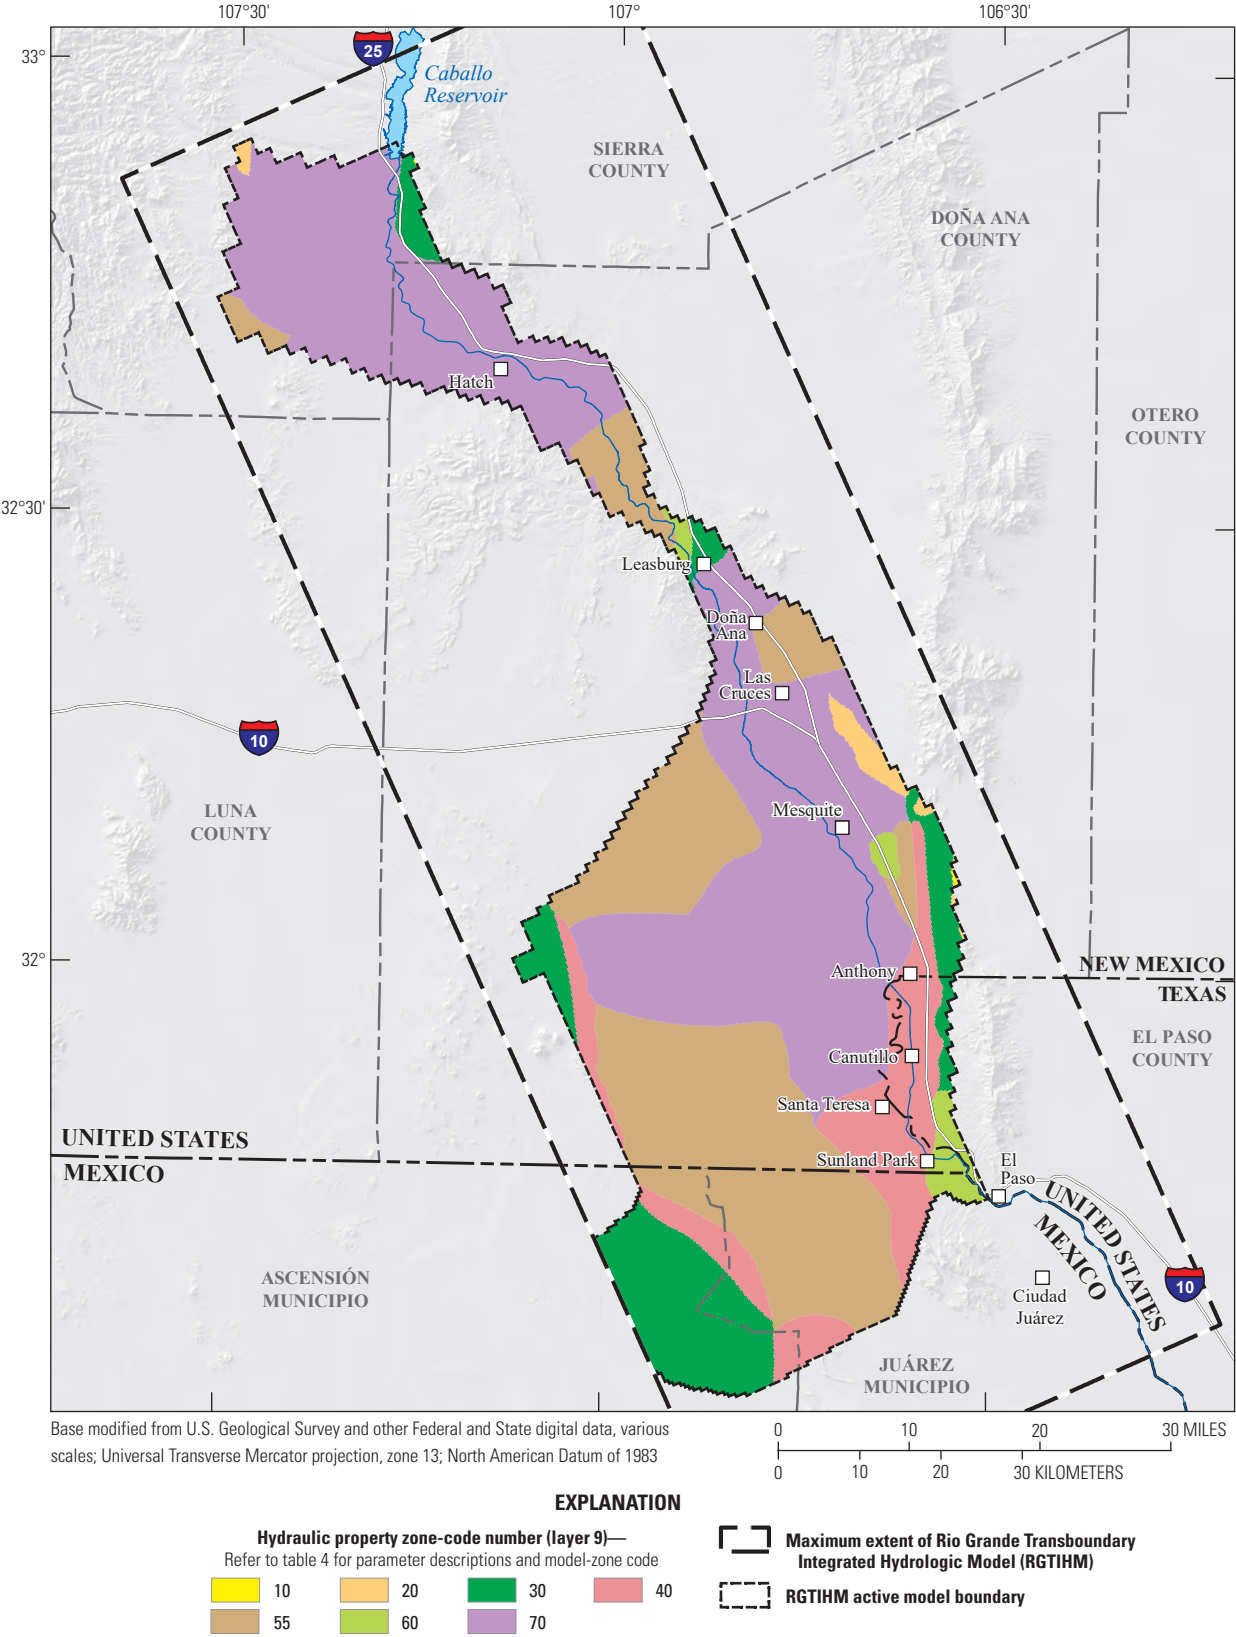 107°30'
107°
106°30'
33°
25
Caballo
Reservoir
SIERRA
COUNTY
DOÑA ANA
COUNTY
Hatch
OTERO
COUNTY
32°30'
Leasburg
Doña
Ana
Las
Cruces
10
LUNA
COUNTY
Mesquite
32°
Anthony
NEW MEXICO
TEXAS
EL PASO
COUNTY
Canutillo
Santa Teresa
UNITED STATES
MEXICO
Sunland Park
El
Paso
UNITED STATES
MEXICO
ASCENSIÓN
MUNICIPIO
Ciudad
Juárez
10
JUÁREZ
MUNICIPIO
Base modified from U.S. Geological Survey and other Federal and State digital data, various
scales; Universal Transverse Mercator projection, zone 13; North American Datum of 1983
0 10 20 30 MILES
0 10 20 30 KILOMETERS
EXPLANATION
Hydraulic property zone-code number (layer 9)—
Refer to table 4 for parameter descriptions and model-zone code
10 20 30 40
55 60 70
Maximum extent of Rio Grande Transboundary
Integrated Hydrologic Model (RGTIHM)
RGTIHM active model boundary